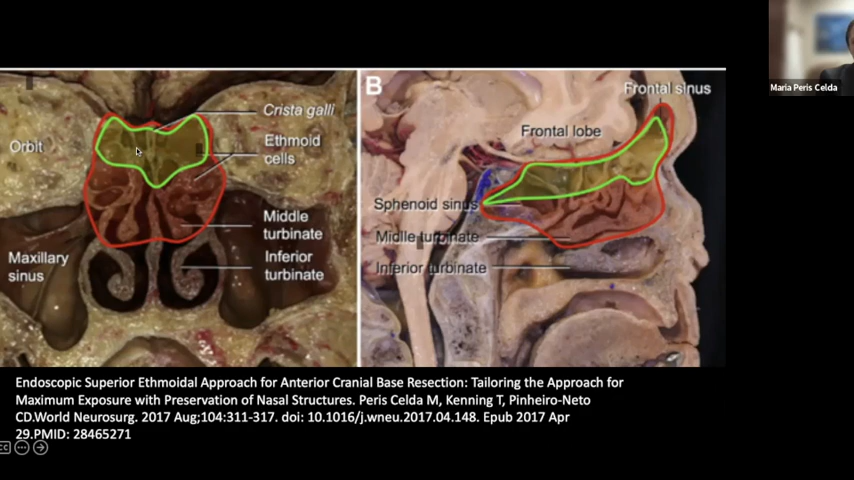 B
Crista galli
Orbit
Ethmoid
cells
Middle
turbinate
Maxillary
sinus
Inferior
turbinate
Frontal sinus
Frontal lobe
Sphenoid sinus
Midlle turbinate
Inferior turbinate
Maria Peris Celda
Endoscopic Superior Ethmoidal Approach for Anterior Cranial Base Resection: Tailoring the Approach for
Maximum Exposure with Preservation of Nasal Structures. Peris Celda M, Kenning T, Pinheiro-Neto
CD.World Neurosurg. 2017 Aug;104:311-317. doi: 10.1016/j.wneu.2017.04.148. Epub 2017 Apr
29.PMID: 28465271
CC